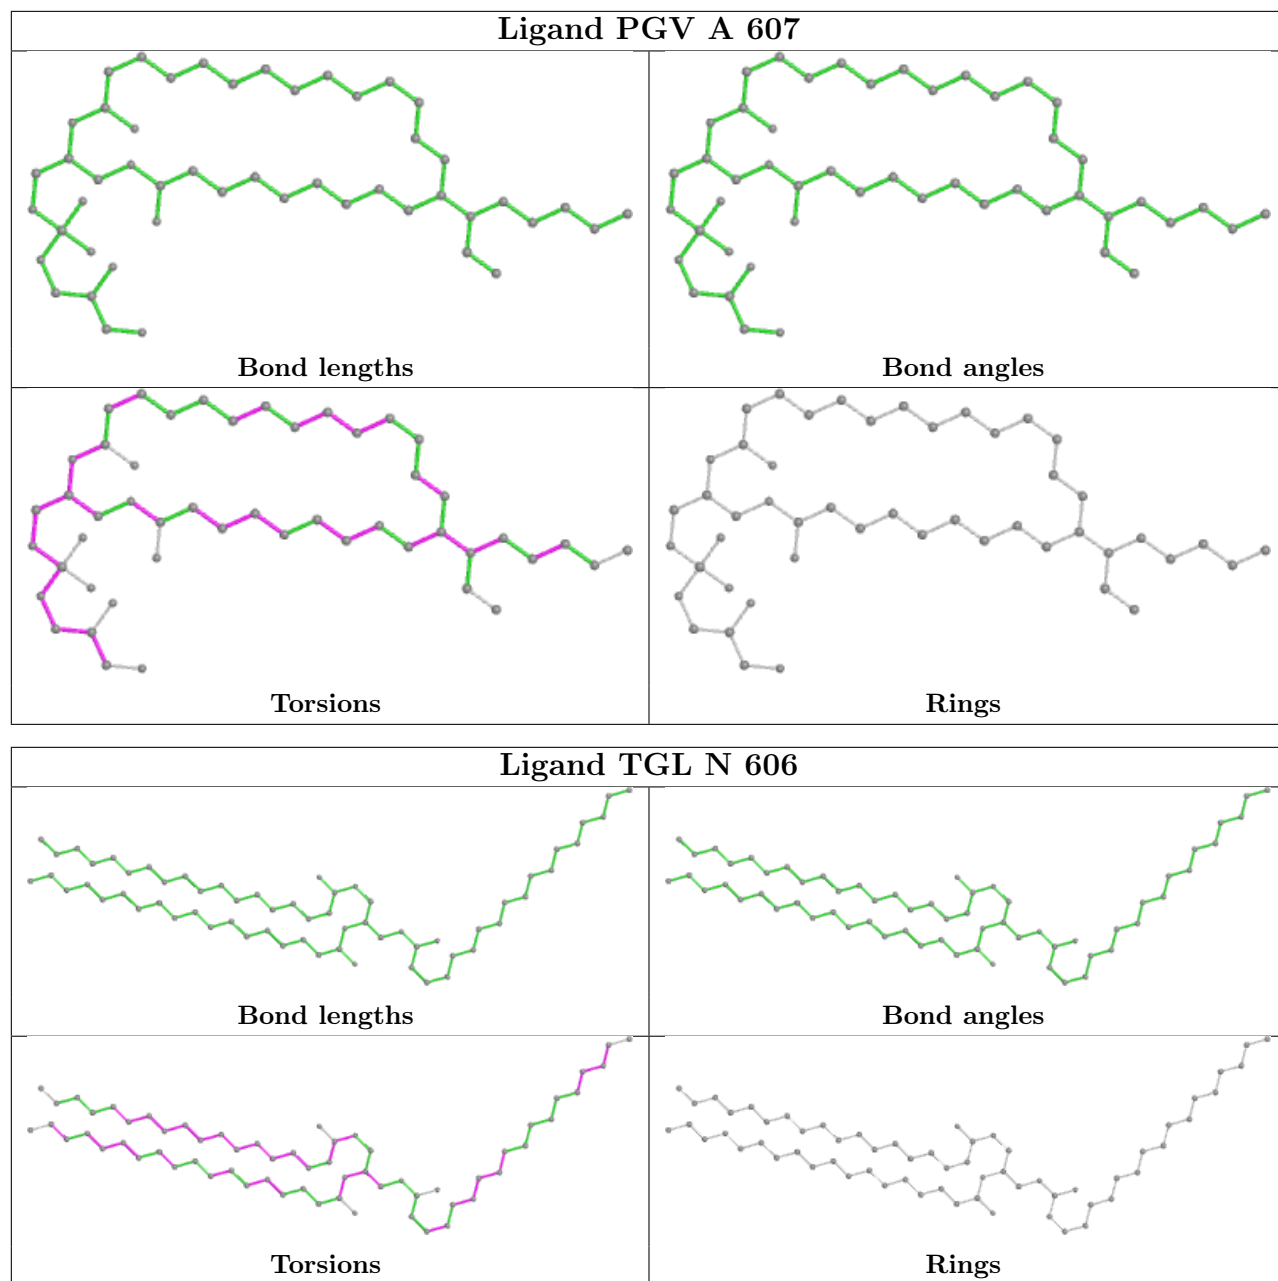 Ligand PGV A 607
Bond lengths
Bond angles
Torsions
Rings
Ligand TGL N 606
Bond lengths
Bond angles
Torsions
Rings